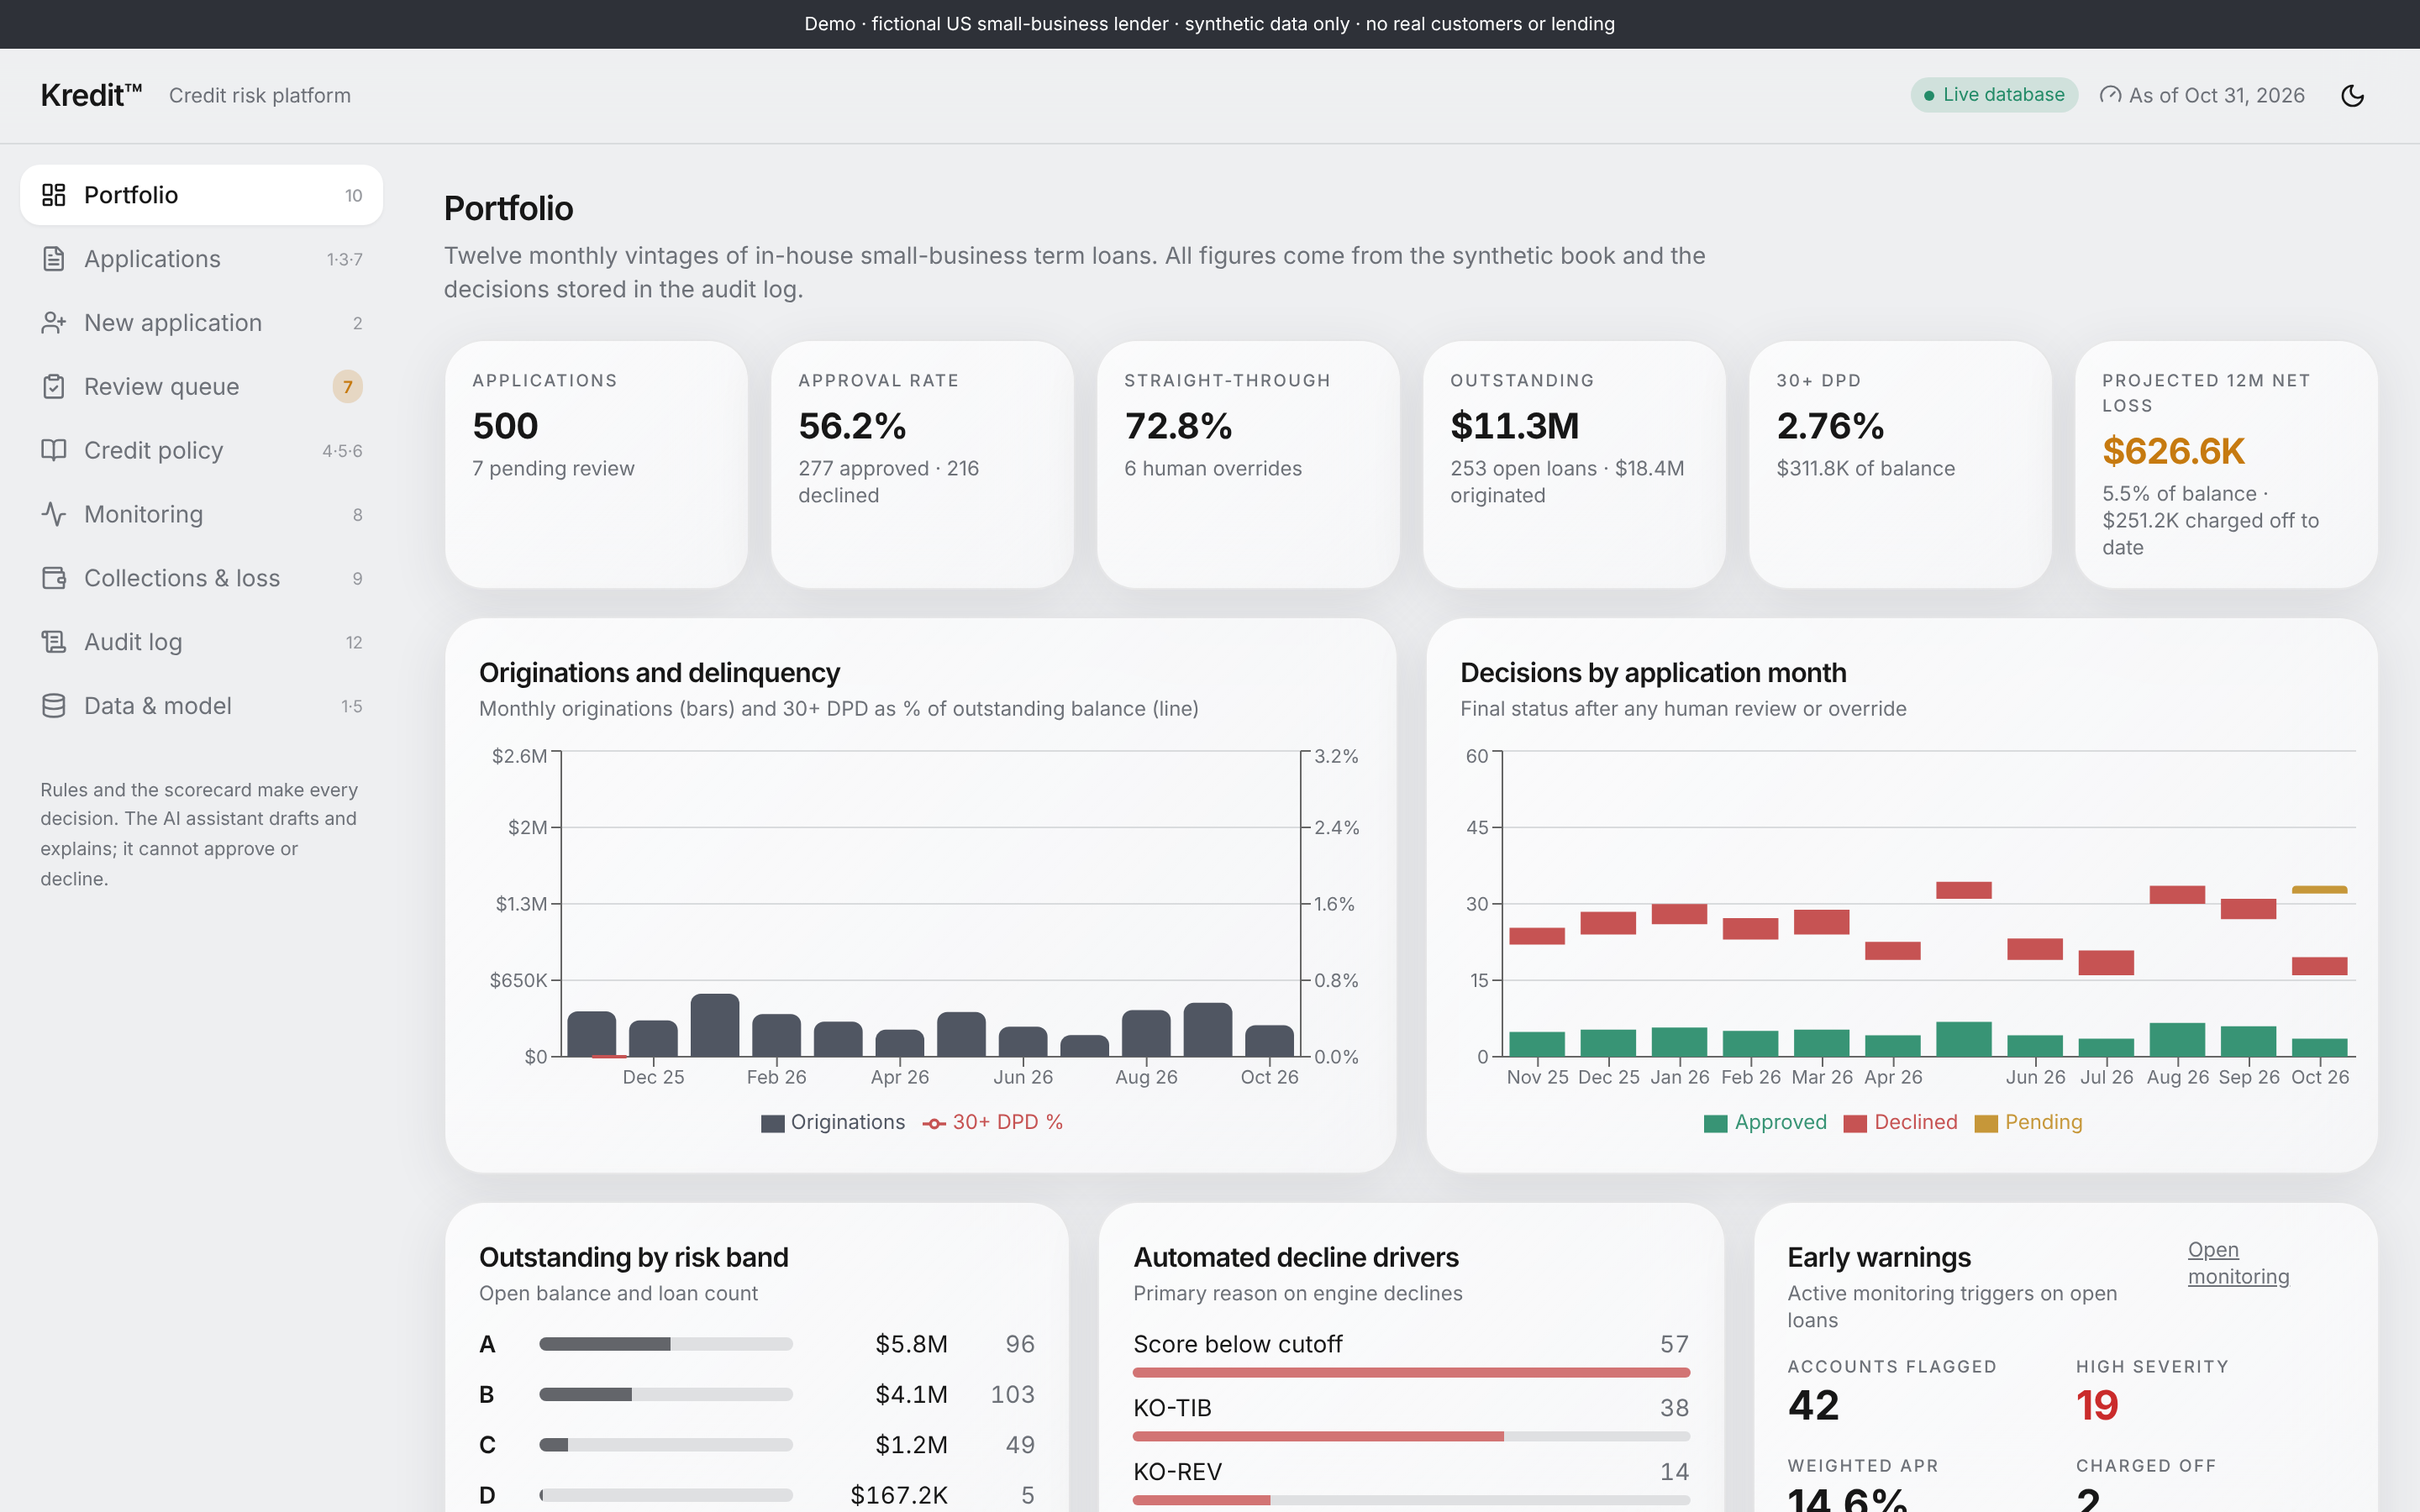 Demo · fictional US small-business lender · synthetic data only · no real customers or lending
Kredit™ Credit risk platform
Live database
As of Oct 31, 2026
Portfolio 10
Applications 1·3·7
New application 2
Review queue 7
Credit policy 4·5·6
Monitoring 8
Collections & loss 9
Audit log 12
Data & model 1·5
Rules and the scorecard make every
decision. The AI assistant drafts and
explains; it cannot approve or
decline.
Portfolio
Twelve monthly vintages of in-house small-business term loans. All figures come from the synthetic book and the
decisions stored in the audit log.
APPLICATIONS
500
7 pending review
APPROVAL RATE
56.2%
277 approved · 216
declined
STRAIGHT-THROUGH
72.8%
6 human overrides
OUTSTANDING
$11.3M
253 open loans · $18.4M
originated
30+ DPD
2.76%
$311.8K of balance
PROJECTED 12M NET
LOSS
$626.6K
5.5% of balance ·
$251.2K charged off to
date
Originations and delinquency
Monthly originations (bars) and 30+ DPD as % of outstanding balance (line)
$2.6M 3.2%
$2M 2.4%
$1.3M 1.6%
$650K 0.8%
$0 0.0%
Dec 25 Feb 26 Apr 26 Jun 26 Aug 26 Oct 26
Originations 30+ DPD %
Decisions by application month
Final status after any human review or override
60
45
30
15
0
Nov 25 Dec 25 Jan 26 Feb 26 Mar 26 Apr 26 Jun 26 Jul 26 Aug 26 Sep 26 Oct 26
Approved Declined Pending
Outstanding by risk band
Open balance and loan count
A $5.8M 96
B $4.1M 103
C $1.2M 49
D $167.2K 5
Automated decline drivers
Primary reason on engine declines
Score below cutoff 57
KO-TIB 38
KO-REV 14
Early warnings
Open
monitoring
Active monitoring triggers on open
loans
ACCOUNTS FLAGGED
42
HIGH SEVERITY
19
WEIGHTED APR
14.6%
CHARGED OFF
2